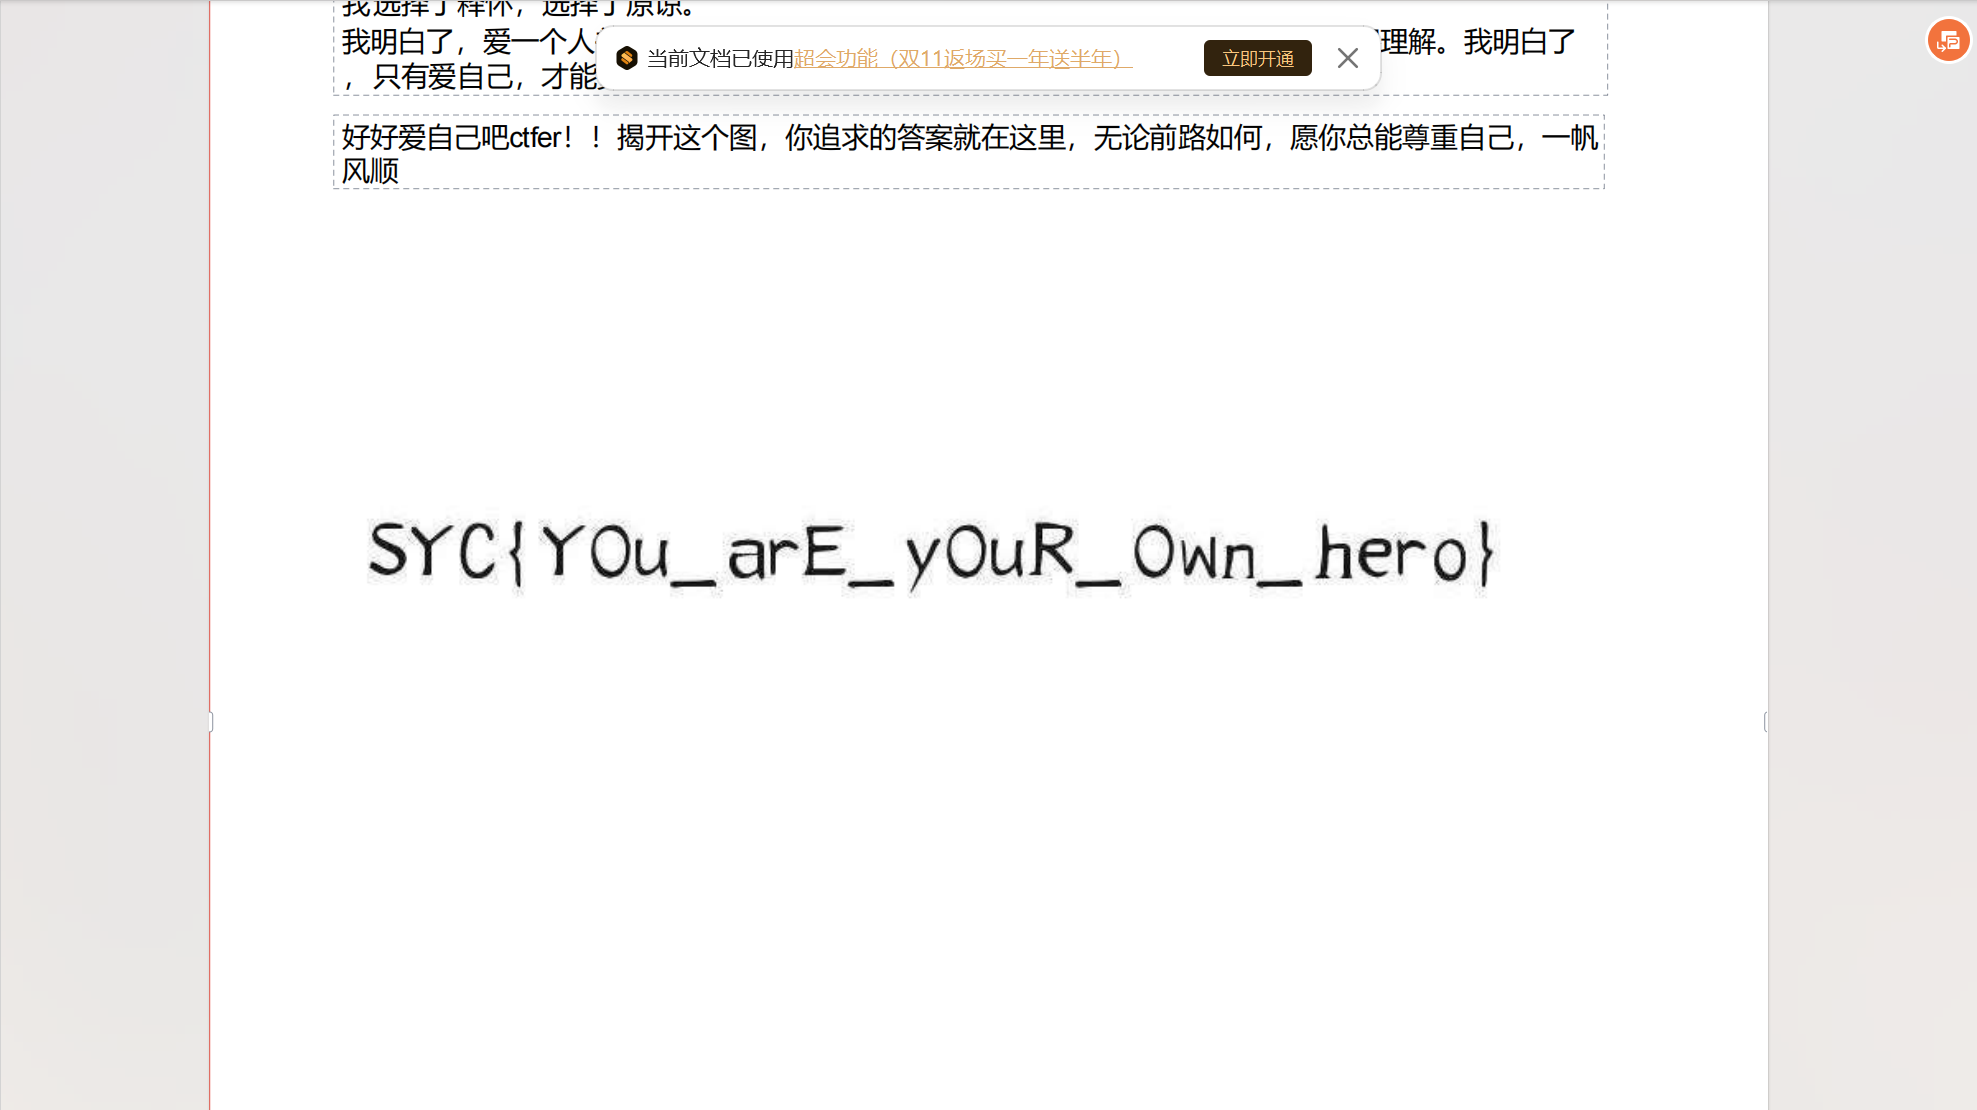 我选择了释怀，选择了原谅。
我明白了，爱一个人
理解。我明白了
，只有爱自己，才能
当前文档已使用超会功能（双11返场买一年送半年）
立即开通
好好爱自己吧ctfer！！揭开这个图，你追求的答案就在这里，无论前路如何，愿你总能尊重自己，一帆
风顺
SYC{YOu_arE_yOuR_Own_hero}